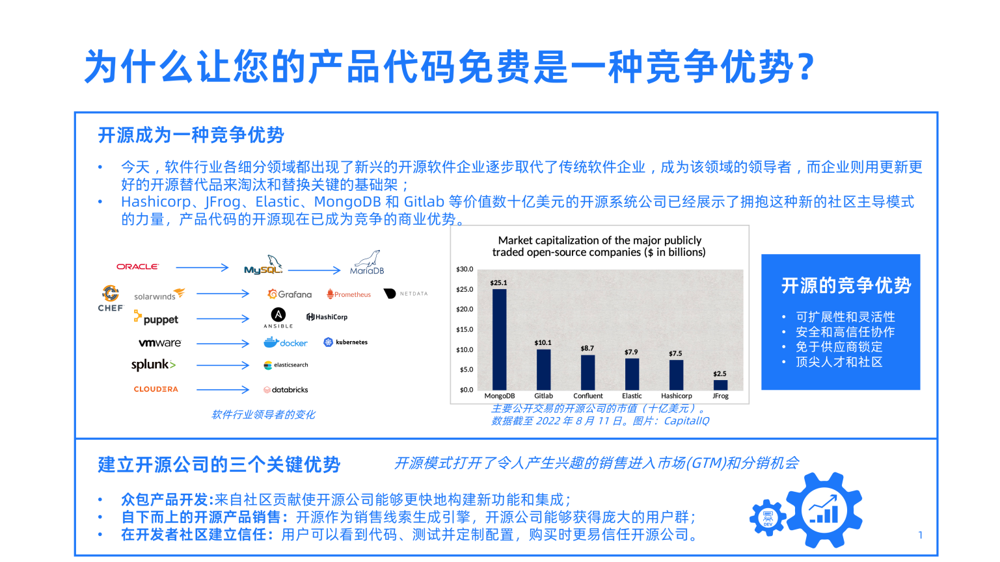 为什么让您的产品代码免费是一种竞争优势?
开源成为一种竞争优势
• 今天，软件行业各细分领域都出现了新兴的开源软件企业逐步取代了传统软件企业，成为该领域的领导者，而企业则用更新更
好的开源替代品来淘汰和替换关键的基础架；
• Hashicorp、JFrog、Elastic、MongoDB 和 Gitlab 等价值数十亿美元的开源系统公司已经展示了拥抱这种新的社区主导模式
的力量，产品代码的开源现在已成为竞争的商业优势。
ORACLE MySQL MariaDB
CHEF solarwinds Grafana Prometheus NETDATA
puppet ANSIBLE HashiCorp
vmware docker kubernetes
splunk> elasticsearch
CLOUDERA databricks
软件行业领导者的变化
Market capitalization of the major publicly
traded open-source companies ($ in billions)
$30.0
$25.0
$20.0
$15.0
$10.0
$5.0
$0.0
$25.1
$10.1
$8.7
$7.9
$7.5
$2.5
MongoDB Gitlab Confluent Elastic Hashicorp JFrog
主要公开交易的开源公司的市值（十亿美元）。
数据截至 2022 年 8 月 11 日。图片：CapitalIQ
开源的竞争优势
• 可扩展性和灵活性
• 安全和高信任协作
• 免于供应商锁定
• 顶尖人才和社区
建立开源公司的三个关键优势
开源模式打开了令人产生兴趣的销售进入市场(GTM)和分销机会
• 众包产品开发:来自社区贡献使开源公司能够更快地构建新功能和集成；
• 自下而上的开源产品销售：开源作为销售线索生成引擎，开源公司能够获得庞大的用户群；
• 在开发者社区建立信任：用户可以看到代码、测试并定制配置，购买时更易信任开源公司。
DEV
1